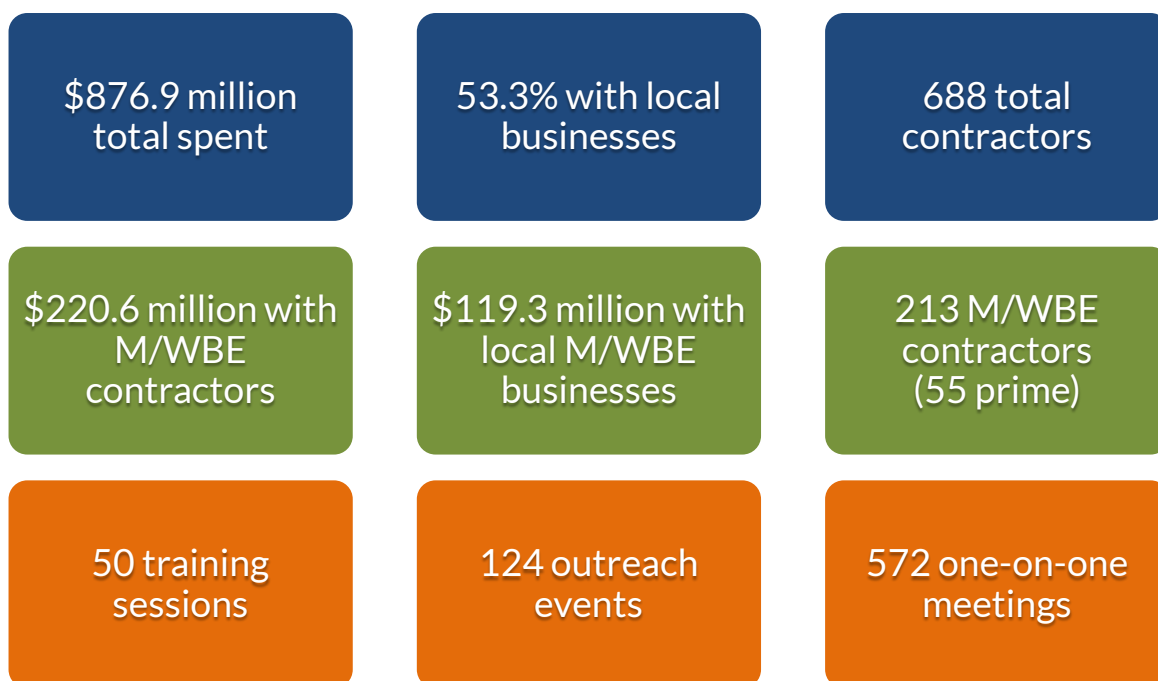 $876.9 million
total spent
53.3% with local
businesses
688 total
contractors
$220.6 million with
M/WBE
contractors
$119.3 million with
local M/WBE
businesses
213 M/WBE
contractors
(55 prime)
50 training
sessions
124 outreach
events
572 one-on-one
meetings